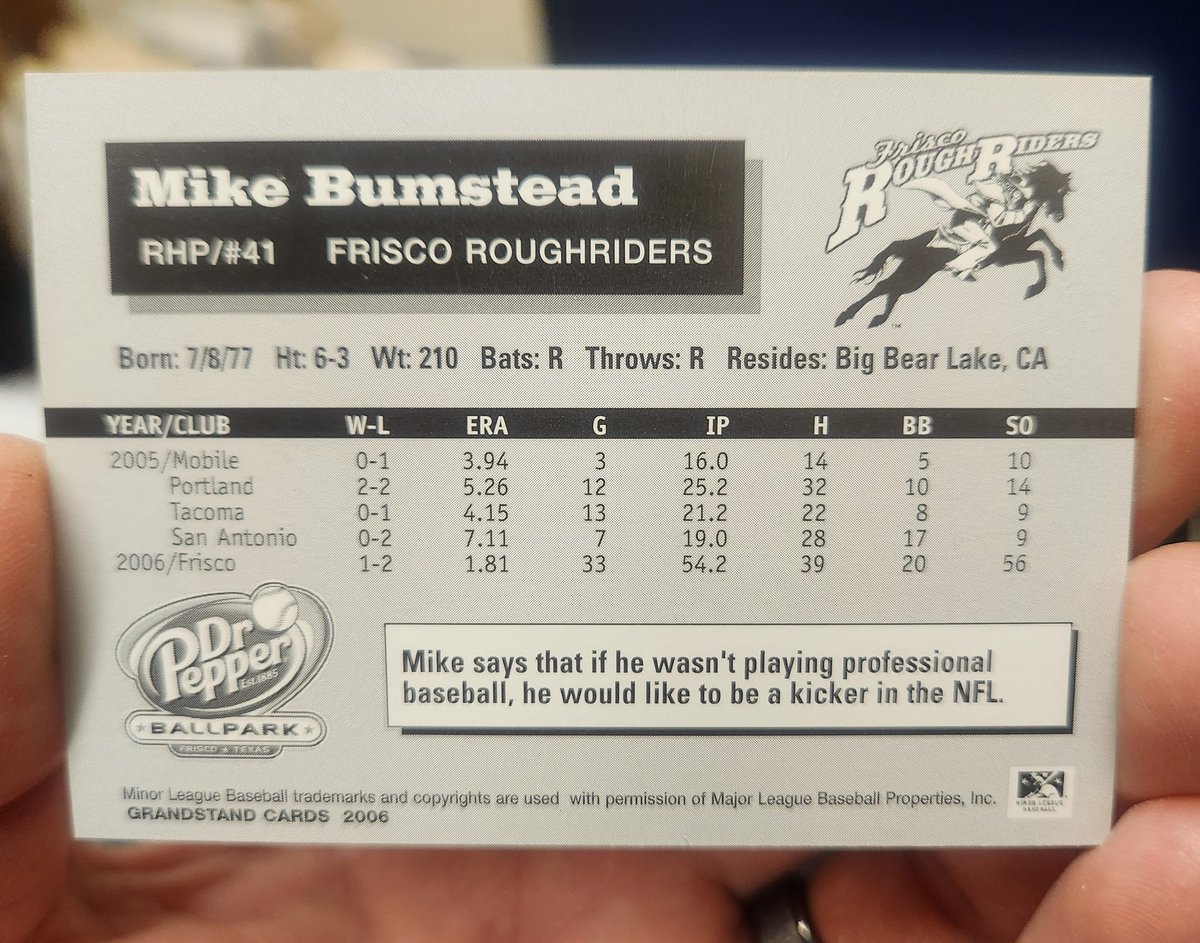 Mike Bumstead
RHP/#41 FRISCO ROUGHRIDERS
Frisco
ROUGHRIDERS
TM
Born: 7/8/77 Ht: 6-3 Wt: 210 Bats: R Throws: R Resides: Big Bear Lake, CA
YEAR/CLUB W-L ERA G IP H BB SO
2005/Mobile 0-1 3.94 3 16.0 14 5 10
Portland 2-2 5.26 12 25.2 32 10 14
Tacoma 0-1 4.15 13 21.2 22 8 9
San Antonio 0-2 7.11 7 19.0 28 17 9
2006/Frisco 1-2 1.81 33 54.2 39 20 56
Dr
Pepper
EST. 1885
BALLPARK
FRISCO ★ TEXAS
Mike says that if he wasn't playing professional
baseball, he would like to be a kicker in the NFL.
Minor League Baseball trademarks and copyrights are used with permission of Major League Baseball Properties, Inc.
GRANDSTAND CARDS 2006
MINOR LEAGUE
BASEBALL